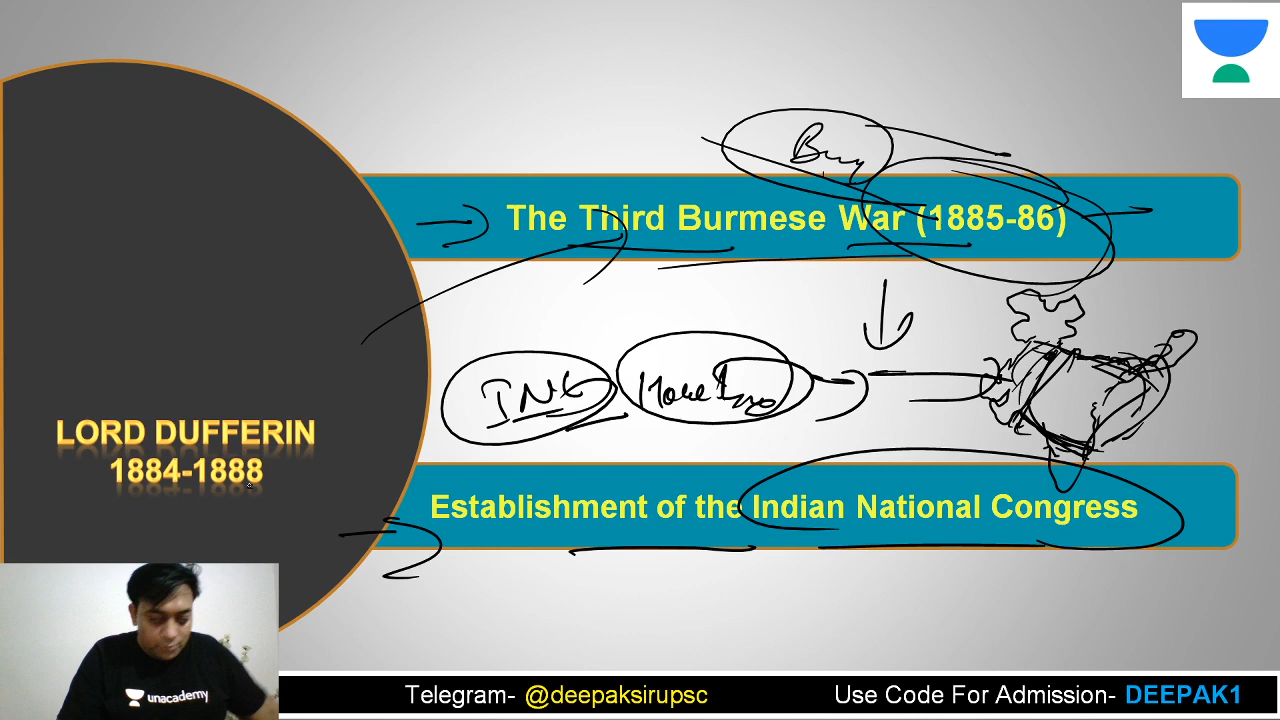 The Third Burmese War (1885-86)
LORD DUFFERIN
1884-1888
Establishment of the Indian National Congress
unacademy
Telegram- @deepaksirupsc
Use Code For Admission- DEEPAK1